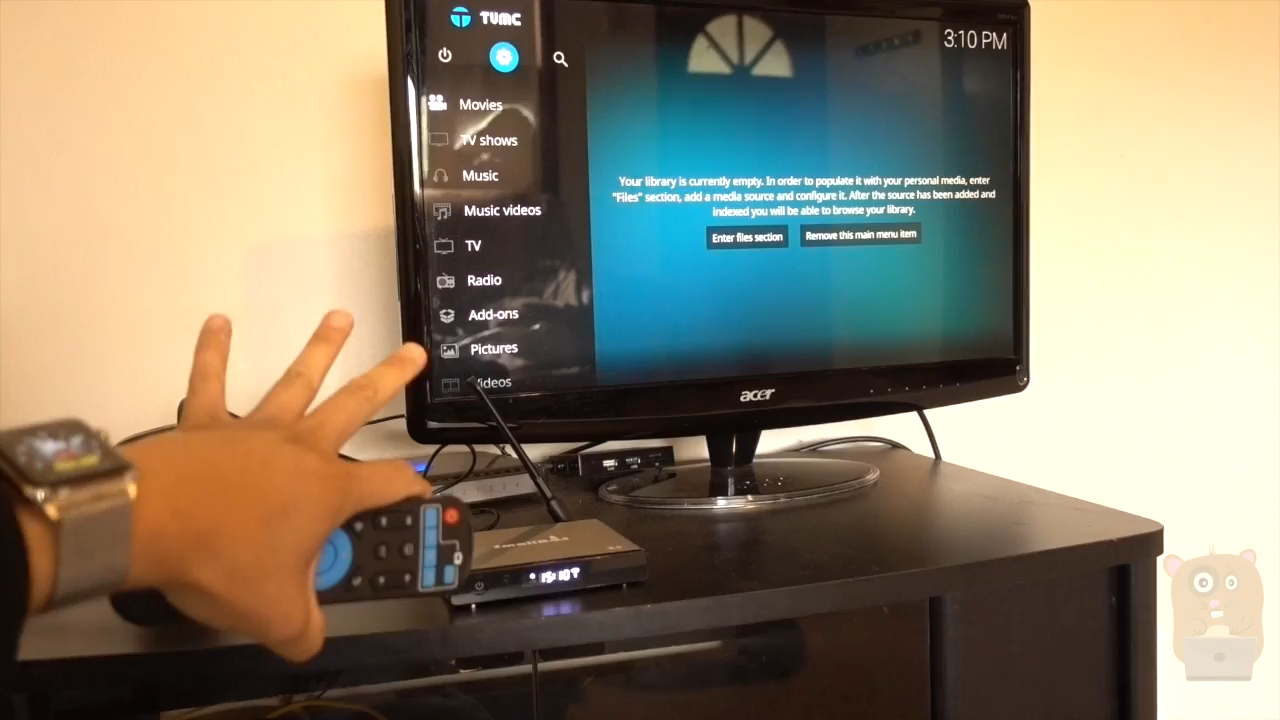 TVMC
3:10 PM
Movies
TV shows
Music
Music videos
TV
Radio
Add-ons
Pictures
Videos
Your library is currently empty. In order to populate it with your personal media, enter
"Files" section, add a media source and configure it. After the source has been added and
indexed you will be able to browse your library.
Enter files section
Remove this main menu item
acer
15:10